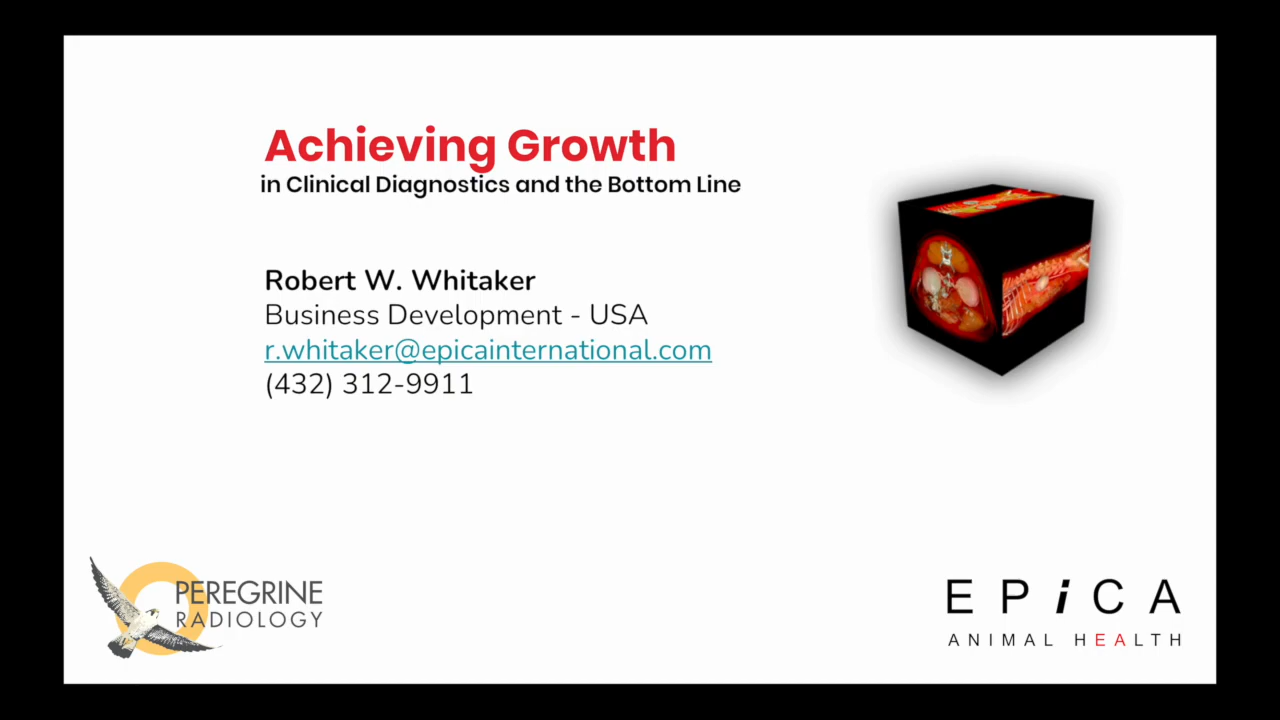 Achieving Growth
in Clinical Diagnostics and the Bottom Line
Robert W. Whitaker
Business Development - USA
r.whitaker@epicainternational.com
(432) 312-9911
PEREGRINE
RADIOLOGY
EPiCA
ANIMAL HEALTH